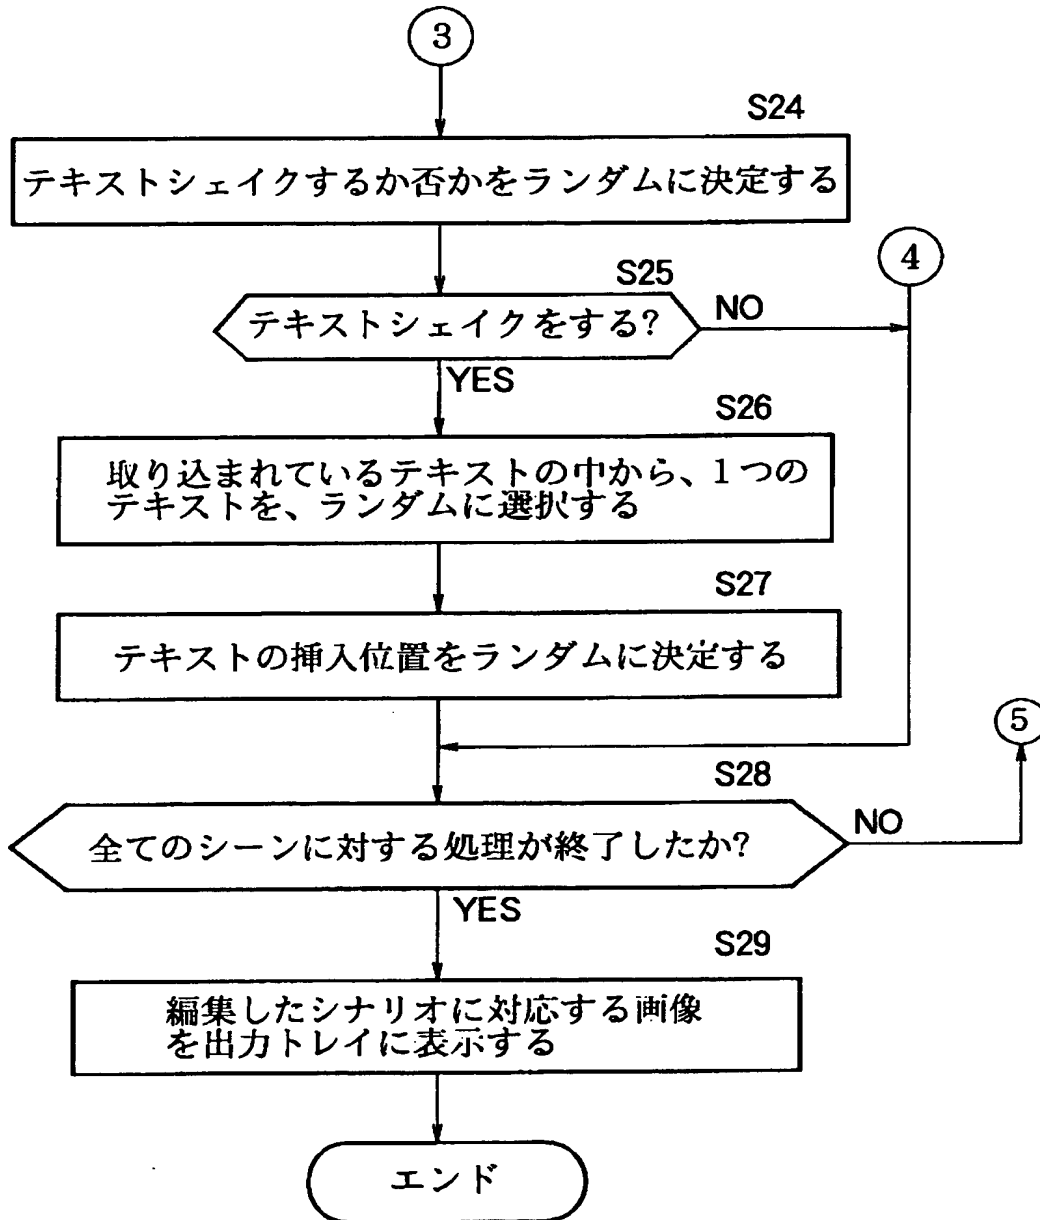 ③
S24
テキストシェイクするか否かをランダムに決定する
④
S25
テキストシェイクをする?
NO
YES
S26
取り込まれているテキストの中から、1つの
テキストを、ランダムに選択する
S27
テキストの挿入位置をランダムに決定する
⑤
S28
全てのシーンに対する処理が終了したか?
NO
YES
S29
編集したシナリオに対応する画像
を出力トレイに表示する
エンド